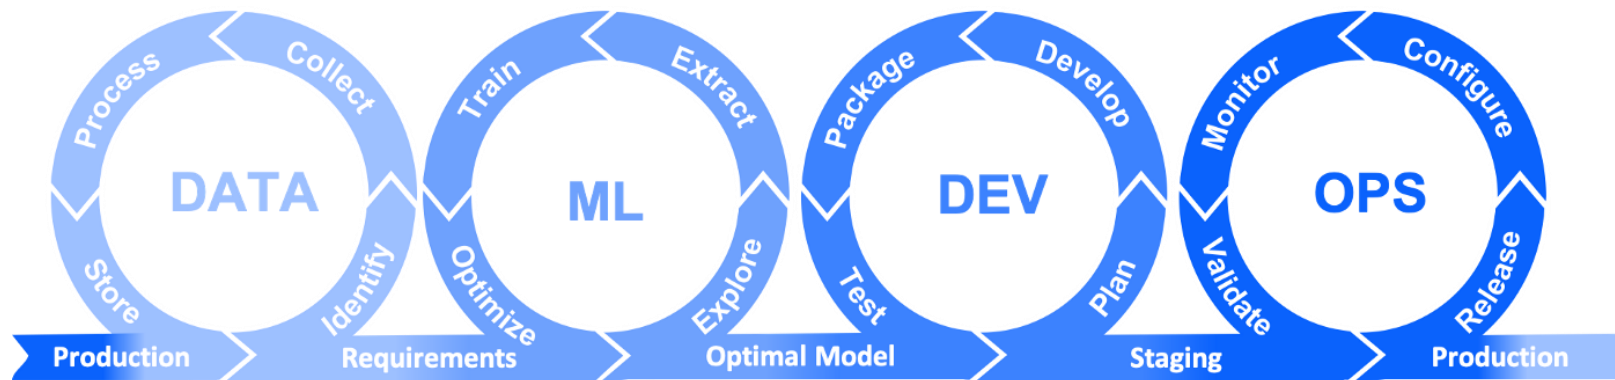 Process
Collect
Store
Identify
DATA
Train
Extract
Optimize
Explore
ML
Package
Develop
Test
Plan
DEV
Monitor
Configure
Validate
Release
OPS
Production
Requirements
Optimal Model
Staging
Production